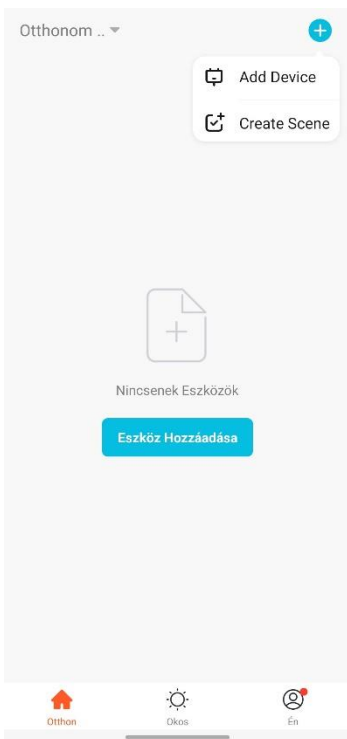 Otthonom ..
Add Device
Create Scene
Nincsenek Eszközök
Eszköz Hozzáadása
Otthon
Okos
Én